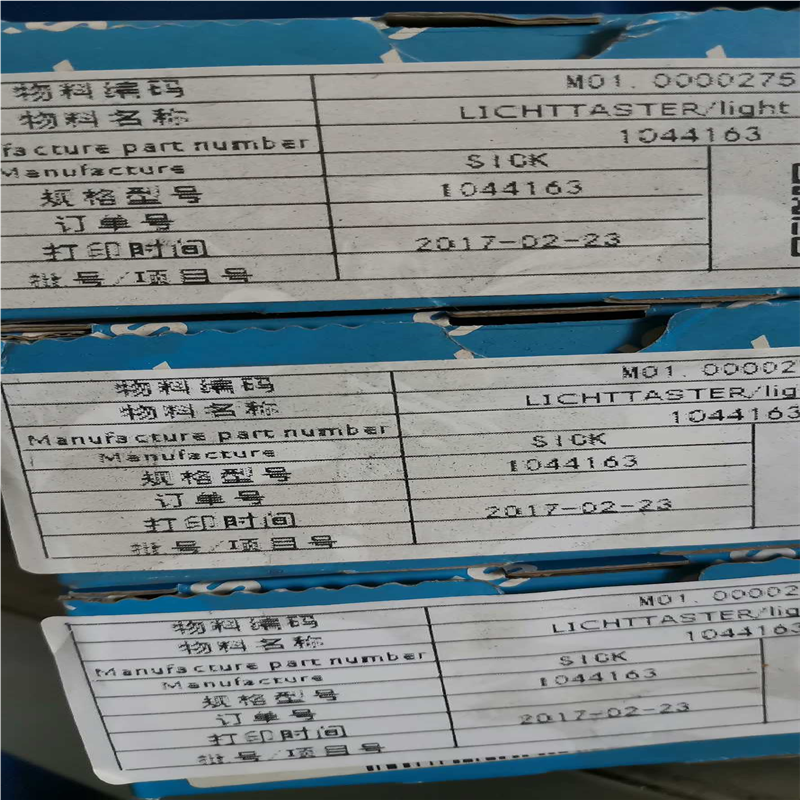 物料编码 M01.0000275
物料名称 LICHTTASTER/light
facture part number 1044163
Manufacture SICK
规格型号 1044163
订单号
打印时间 2017-02-23
批号/项目号
物料编码 M01.00002
物料名称 LICHTTASTER/lig
Manufacture part number 1044163
Manufacture SICK
规格型号 1044163
订单号
打印时间 2017-02-23
批号/项目号
物料编码 M01.00002
物料名称 LICHTTASTER/lig
Manufacture part number 1044163
Manufacture SICK
规格型号 1044163
订单号
打印时间 2017-02-23
批号/项目号